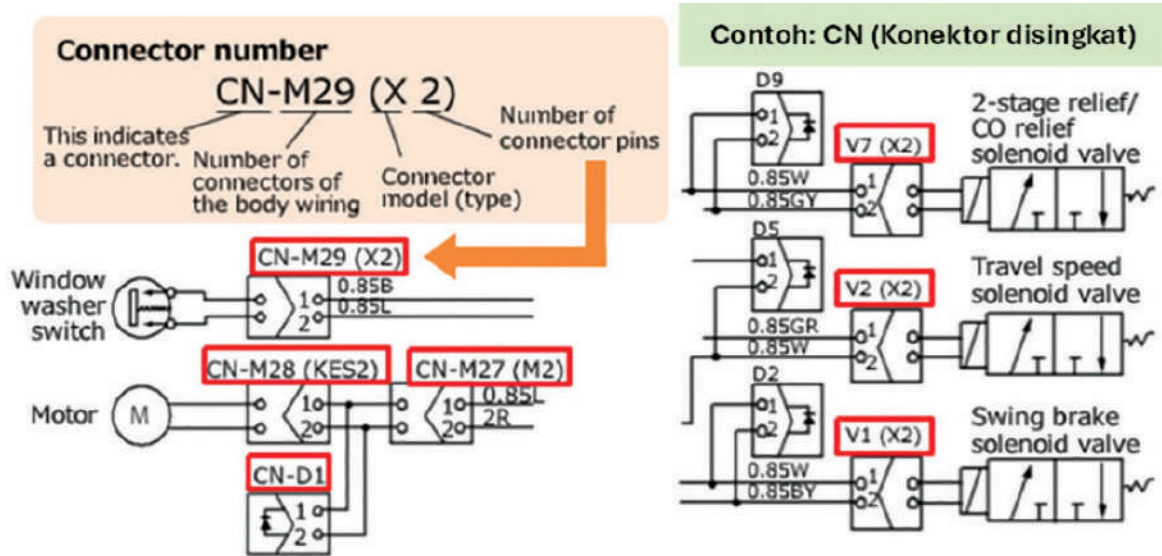 Connector number
CN-M29 (X 2)
This indicates
a connector.
Number of
connectors of
the body wiring
Connector
model (type)
Number of
connector pins
CN-M29 (X2)
Window
washer
switch
1
2
0.85B
0.85L
CN-M28 (KES2)
CN-M27 (M2)
Motor
M
1
2
1
2
0.85L
2R
CN-D1
1
2
Contoh: CN (Konektor disingkat)
D9
1
2
V7 (X2)
2-stage relief/
CO relief
solenoid valve
0.85W
0.85GY
1
2
D5
1
2
V2 (X2)
Travel speed
solenoid valve
0.85GR
0.85W
1
2
D2
1
2
V1 (X2)
Swing brake
solenoid valve
0.85W
0.85BY
1
2